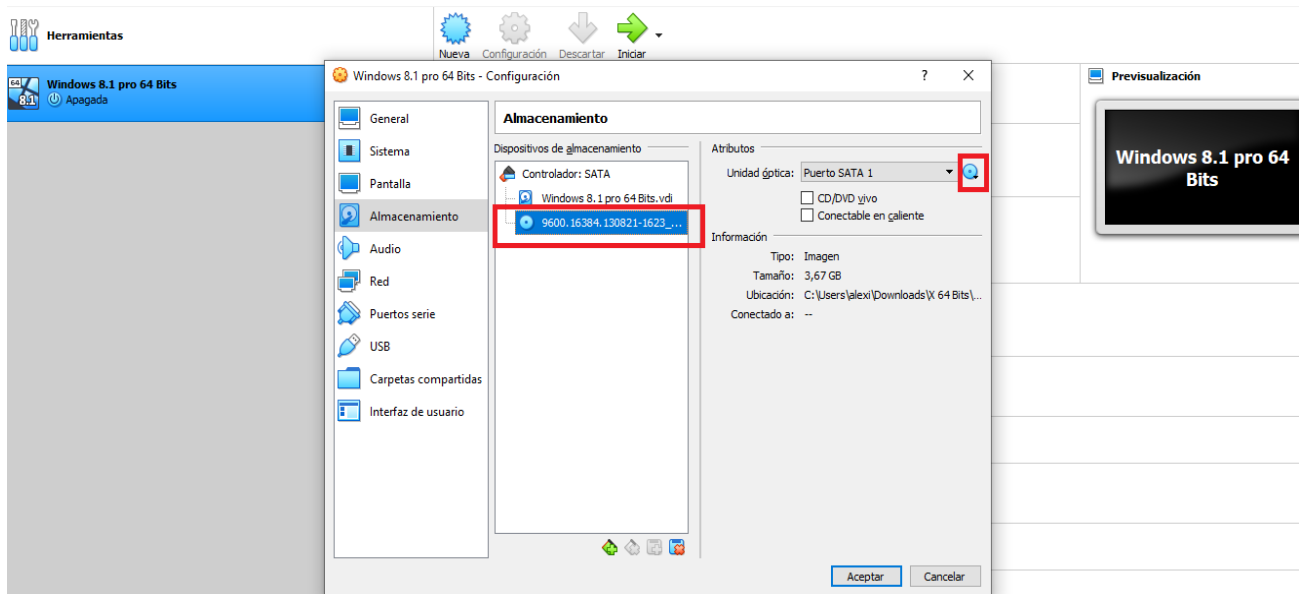 Herramientas
Nueva
Configuración
Descartar
Iniciar
64
8.1
Windows 8.1 pro 64 Bits
Apagada
Windows 8.1 pro 64 Bits - Configuración
?
General
Sistema
Pantalla
Almacenamiento
Audio
Red
Puertos serie
USB
Carpetas compartidas
Interfaz de usuario
Almacenamiento
Dispositivos de almacenamiento
Controlador: SATA
Windows 8.1 pro 64 Bits.vdi
9600.16384.130821-1623_...
Atributos
Unidad óptica: Puerto SATA 1
CD/DVD vivo
Conectable en caliente
Información
Tipo: Imagen
Tamaño: 3,67 GB
Ubicación: C:\Users\alexi\Downloads\X 64 Bits\...
Conectado a: --
Aceptar
Cancelar
Previsualización
Windows 8.1 pro 64
Bits